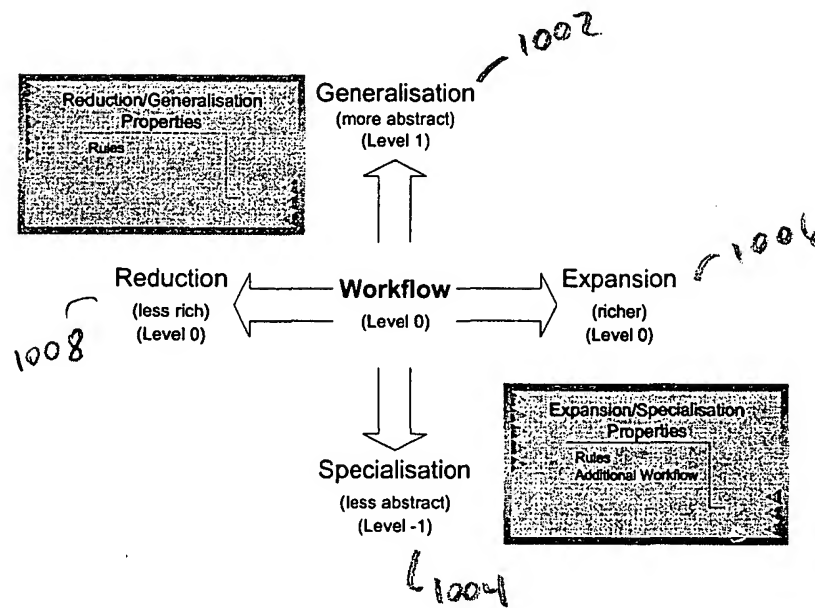 1002
Reduction/Generalisation
Properties
Rules
Generalisation
(more abstract)
(Level 1)
Reduction
(less rich)
(Level 0)
1008
Workflow
(Level 0)
Expansion
(richer)
(Level 0)
1006
Specialisation
(less abstract)
(Level -1)
1004
Expansion/Specialisation
Properties
Rules
Additional Workflow